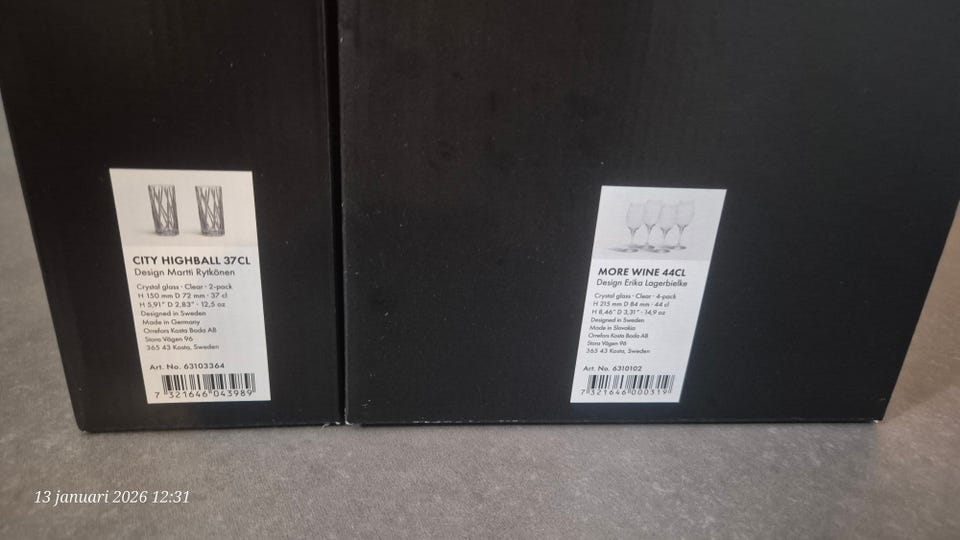 CITY HIGHBALL 37CL
Design Martti Rytkönen
Crystal glass · Clear · 2-pack
H 150 mm D 72 mm · 37 cl
H 5,91" D 2,83" · 12,5 oz
Designed in Sweden
Made in Germany
Orrefors Kosta Boda AB
Stora Vägen 96
365 43 Kosta, Sweden
Art. No. 63103364
7 321646 043989
MORE WINE 44CL
Design Erika Lagerbielke
Crystal glass · Clear · 4-pack
H 215 mm D 84 mm · 44 cl
H 8,46" D 3,31" · 14,9 oz
Designed in Sweden
Made in Slovakia
Orrefors Kosta Boda AB
Stora Vägen 96
365 43 Kosta, Sweden
Art. No. 6310102
7 321646 000319
13 januari 2026 12:31